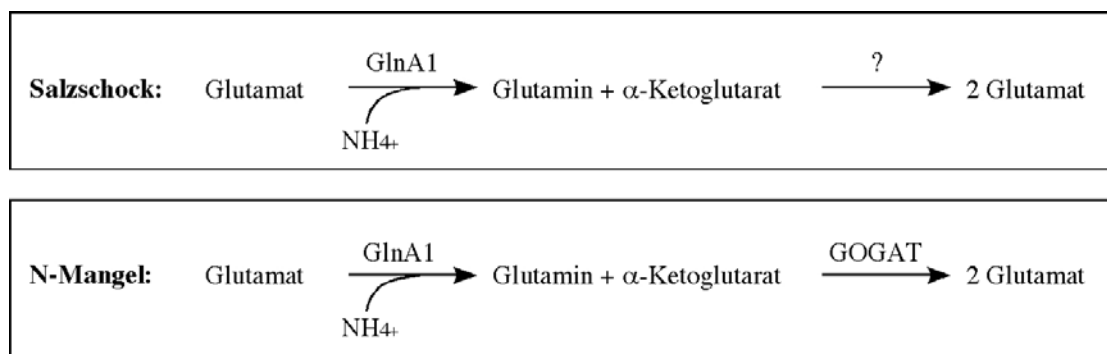 GlnA1 ?
Salzschock: Glutamat Glutamin + α-Ketoglutarat 2 Glutamat
NH4+
GlnA1 GOGAT
N-Mangel: Glutamat Glutamin + α-Ketoglutarat 2 Glutamat
NH4+